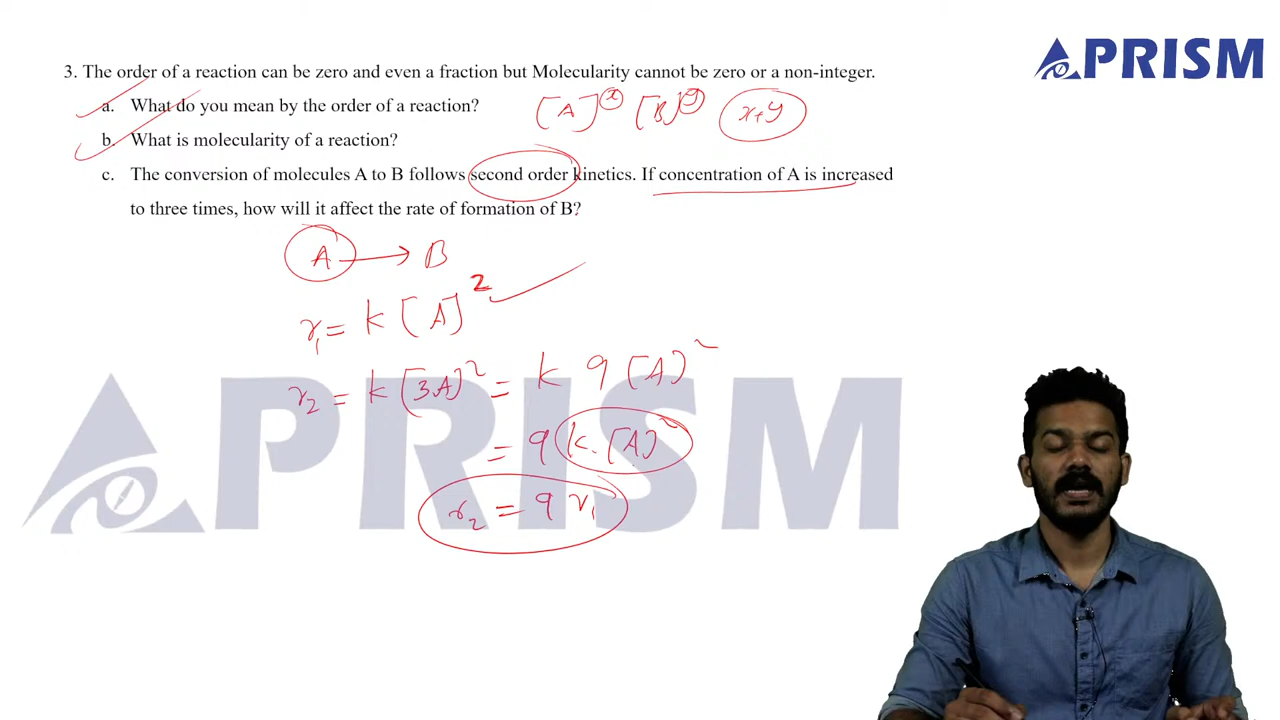 PRISM
3. The order of a reaction can be zero and even a fraction but Molecularity cannot be zero or a non-integer.
a. What do you mean by the order of a reaction? [A]^x [B]^y x+y
b. What is molecularity of a reaction?
c. The conversion of molecules A to B follows second order kinetics. If concentration of A is increased
to three times, how will it affect the rate of formation of B?
A → B
r₁ = k [A]²
r₂ = k [3A]² = k 9 [A]²
= 9 k. [A]²
r₂ = 9 r₁
PRISM